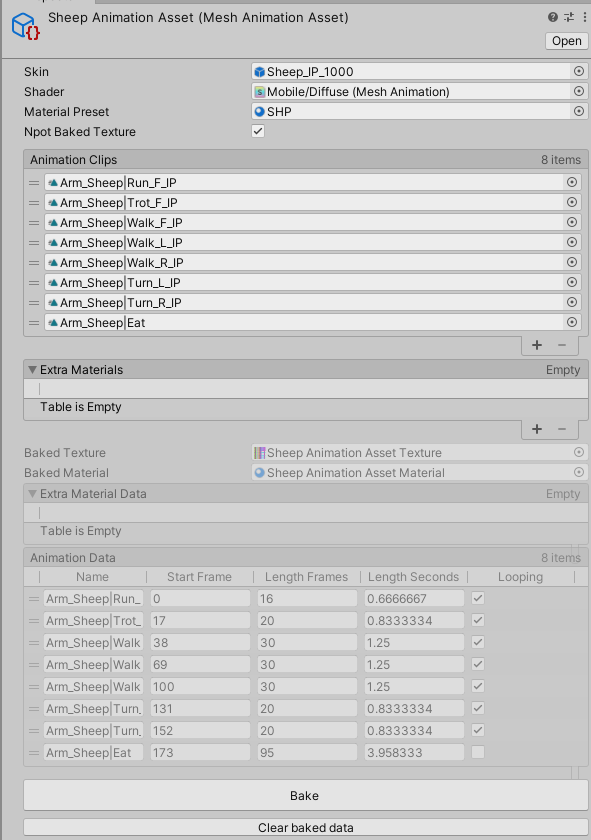 Sheep Animation Asset (Mesh Animation Asset)
Open
Skin Sheep_IP_1000
Shader Mobile/Diffuse (Mesh Animation)
Material Preset SHP
Npot Baked Texture
Animation Clips 8 items
Arm_Sheep|Run_F_IP
Arm_Sheep|Trot_F_IP
Arm_Sheep|Walk_F_IP
Arm_Sheep|Walk_L_IP
Arm_Sheep|Walk_R_IP
Arm_Sheep|Turn_L_IP
Arm_Sheep|Turn_R_IP
Arm_Sheep|Eat
+ −
Extra Materials Empty
Table is Empty
+ −
Baked Texture Sheep Animation Asset Texture
Baked Material Sheep Animation Asset Material
Extra Material Data Empty
Table is Empty
Animation Data 8 items
Name Start Frame Length Frames Length Seconds Looping
Arm_Sheep|Run_ 0 16 0.6666667
Arm_Sheep|Trot_ 17 20 0.8333334
Arm_Sheep|Walk 38 30 1.25
Arm_Sheep|Walk 69 30 1.25
Arm_Sheep|Walk 100 30 1.25
Arm_Sheep|Turn_ 131 20 0.8333334
Arm_Sheep|Turn_ 152 20 0.8333334
Arm_Sheep|Eat 173 95 3.958333
Bake
Clear baked data